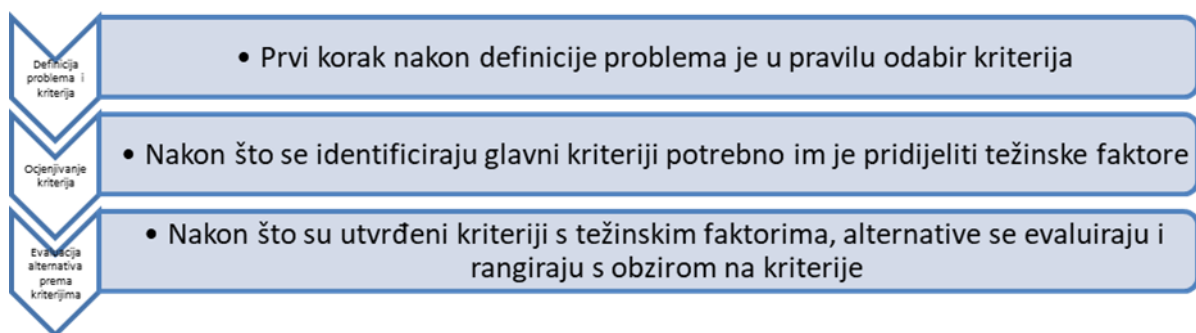 Definicija
problema i
kriterija
• Prvi korak nakon definicije problema je u pravilu odabir kriterija
Ocjenjivanje
kriterija
• Nakon što se identificiraju glavni kriteriji potrebno im je pridijeliti težinske faktore
Evaluacija
alternativa
prema
kriterijima
• Nakon što su utvrđeni kriteriji s težinskim faktorima, alternative se evaluiraju i
rangiraju s obzirom na kriterije